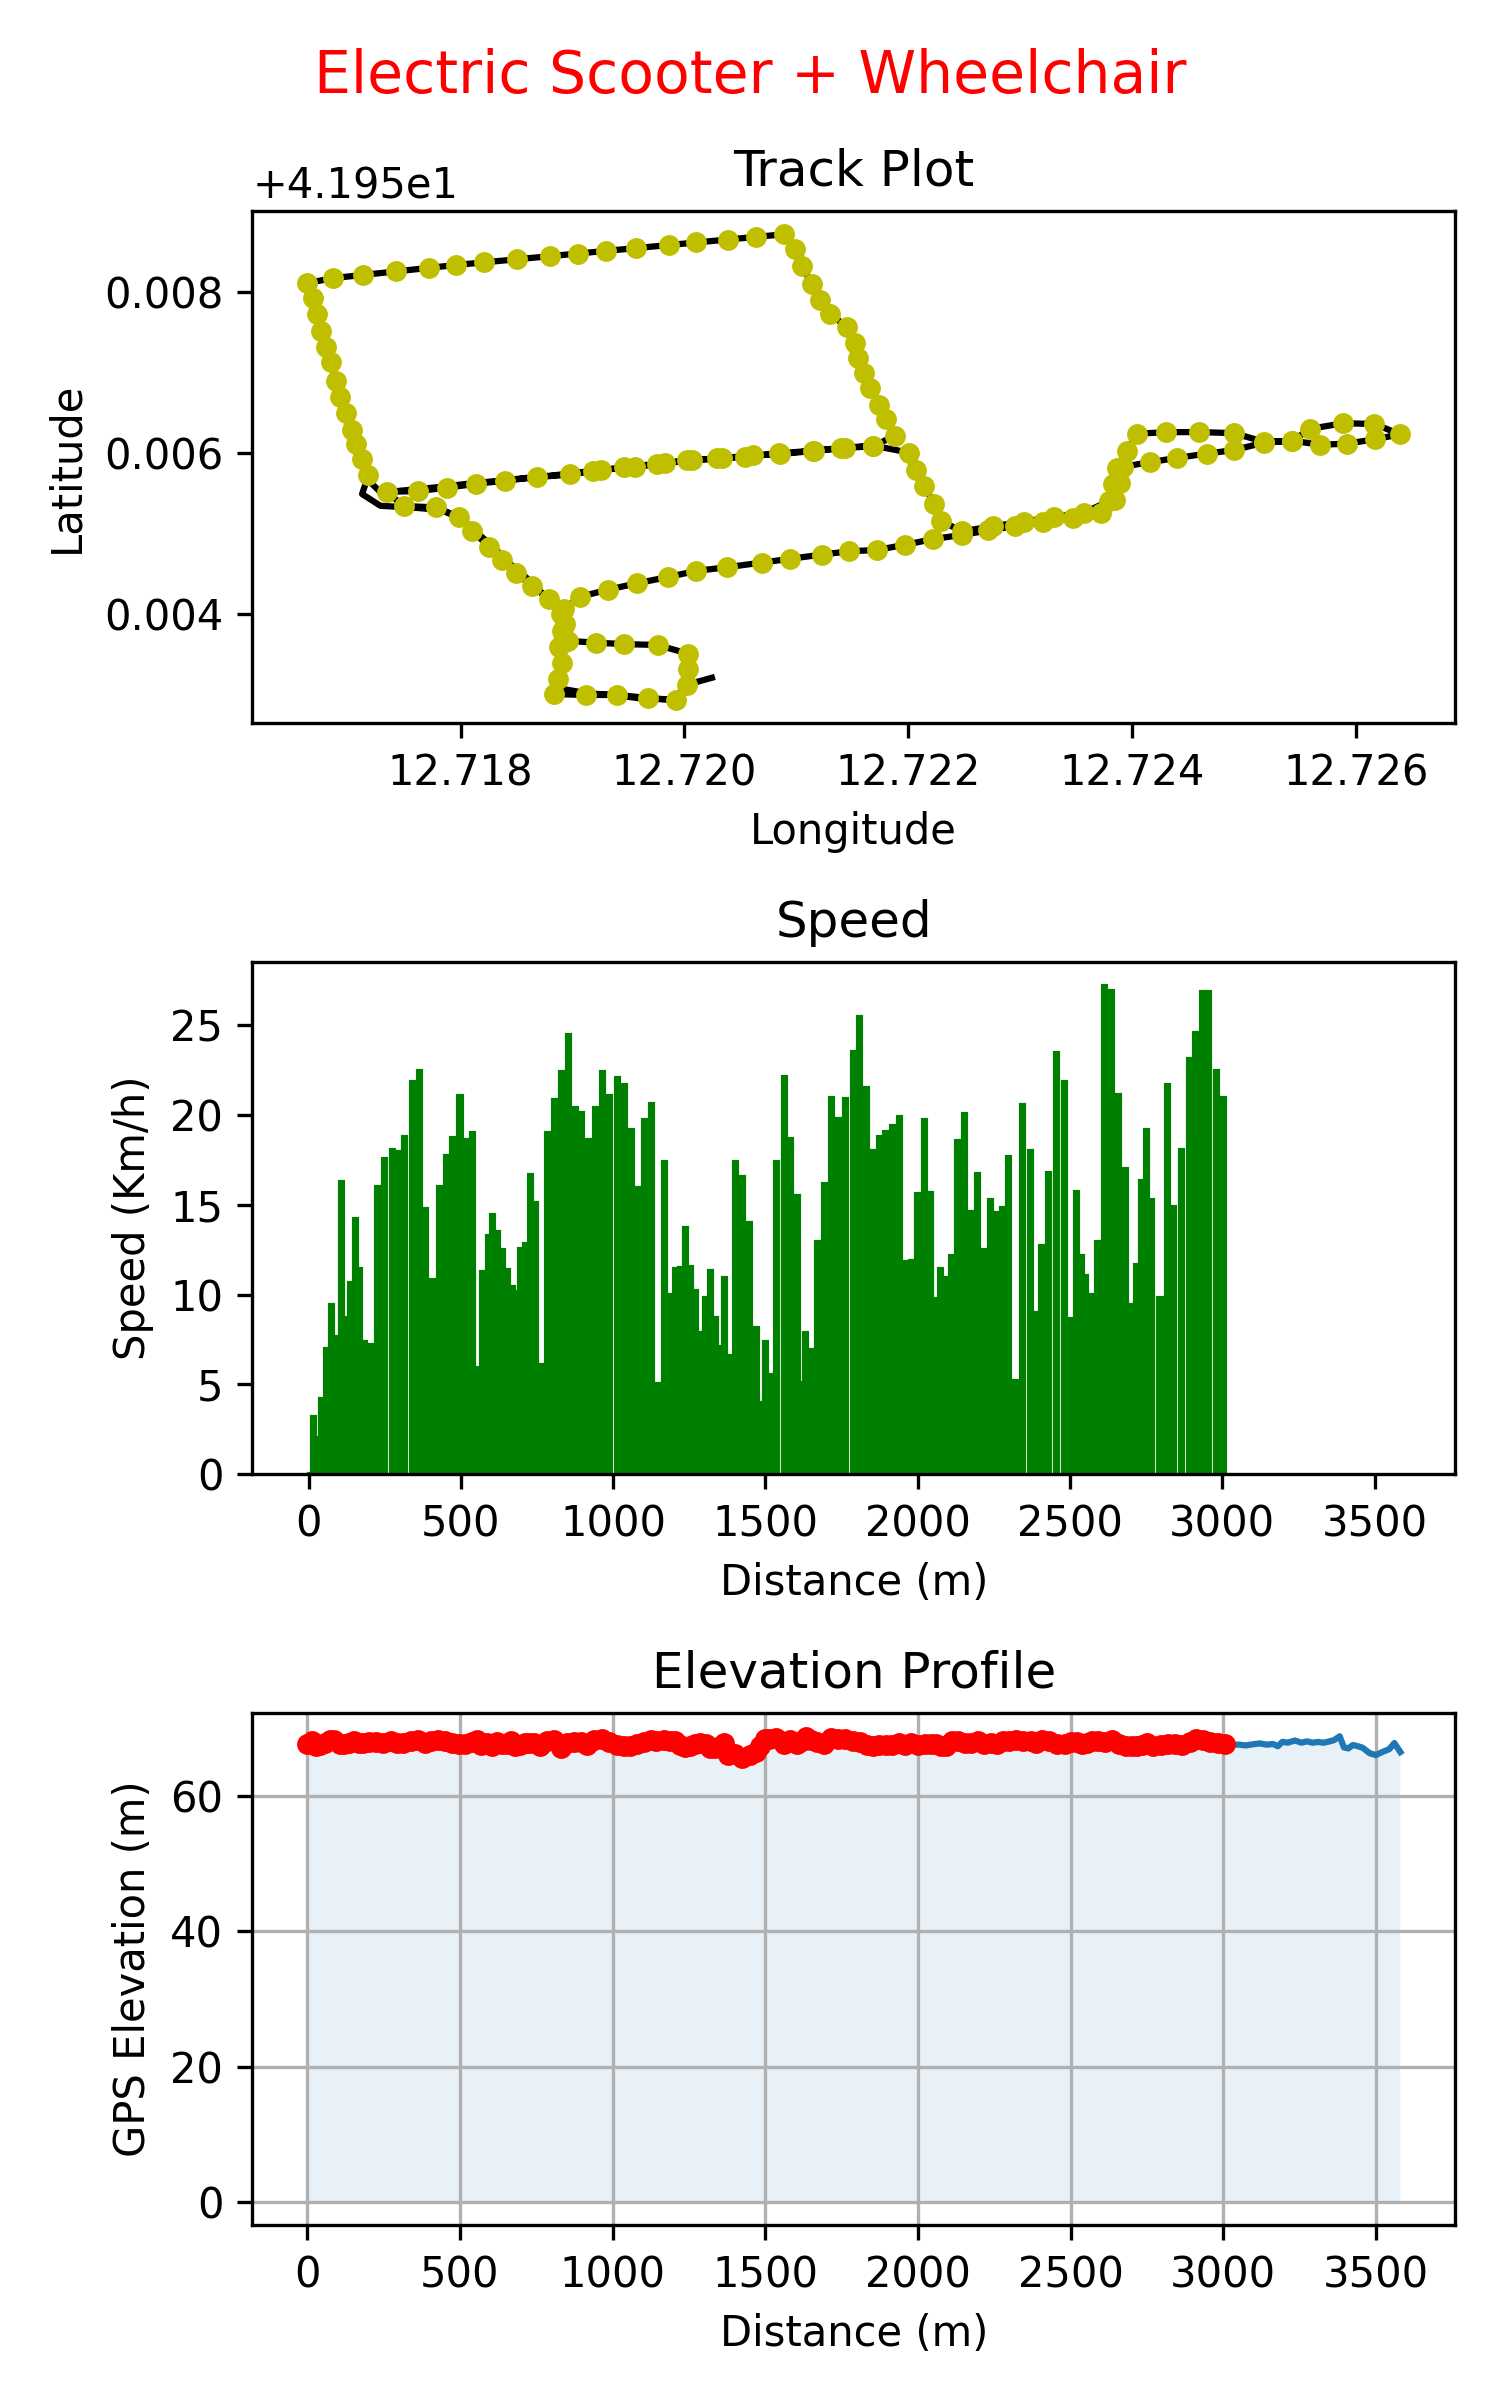 Electric Scooter + Wheelchair
Track Plot
+4.195e1
0.008
0.006
0.004
Latitude
12.718 12.720 12.722 12.724 12.726
Longitude
Speed
25
20
15
10
5
0
Speed (Km/h)
0 500 1000 1500 2000 2500 3000 3500
Distance (m)
Elevation Profile
60
40
20
0
GPS Elevation (m)
0 500 1000 1500 2000 2500 3000 3500
Distance (m)